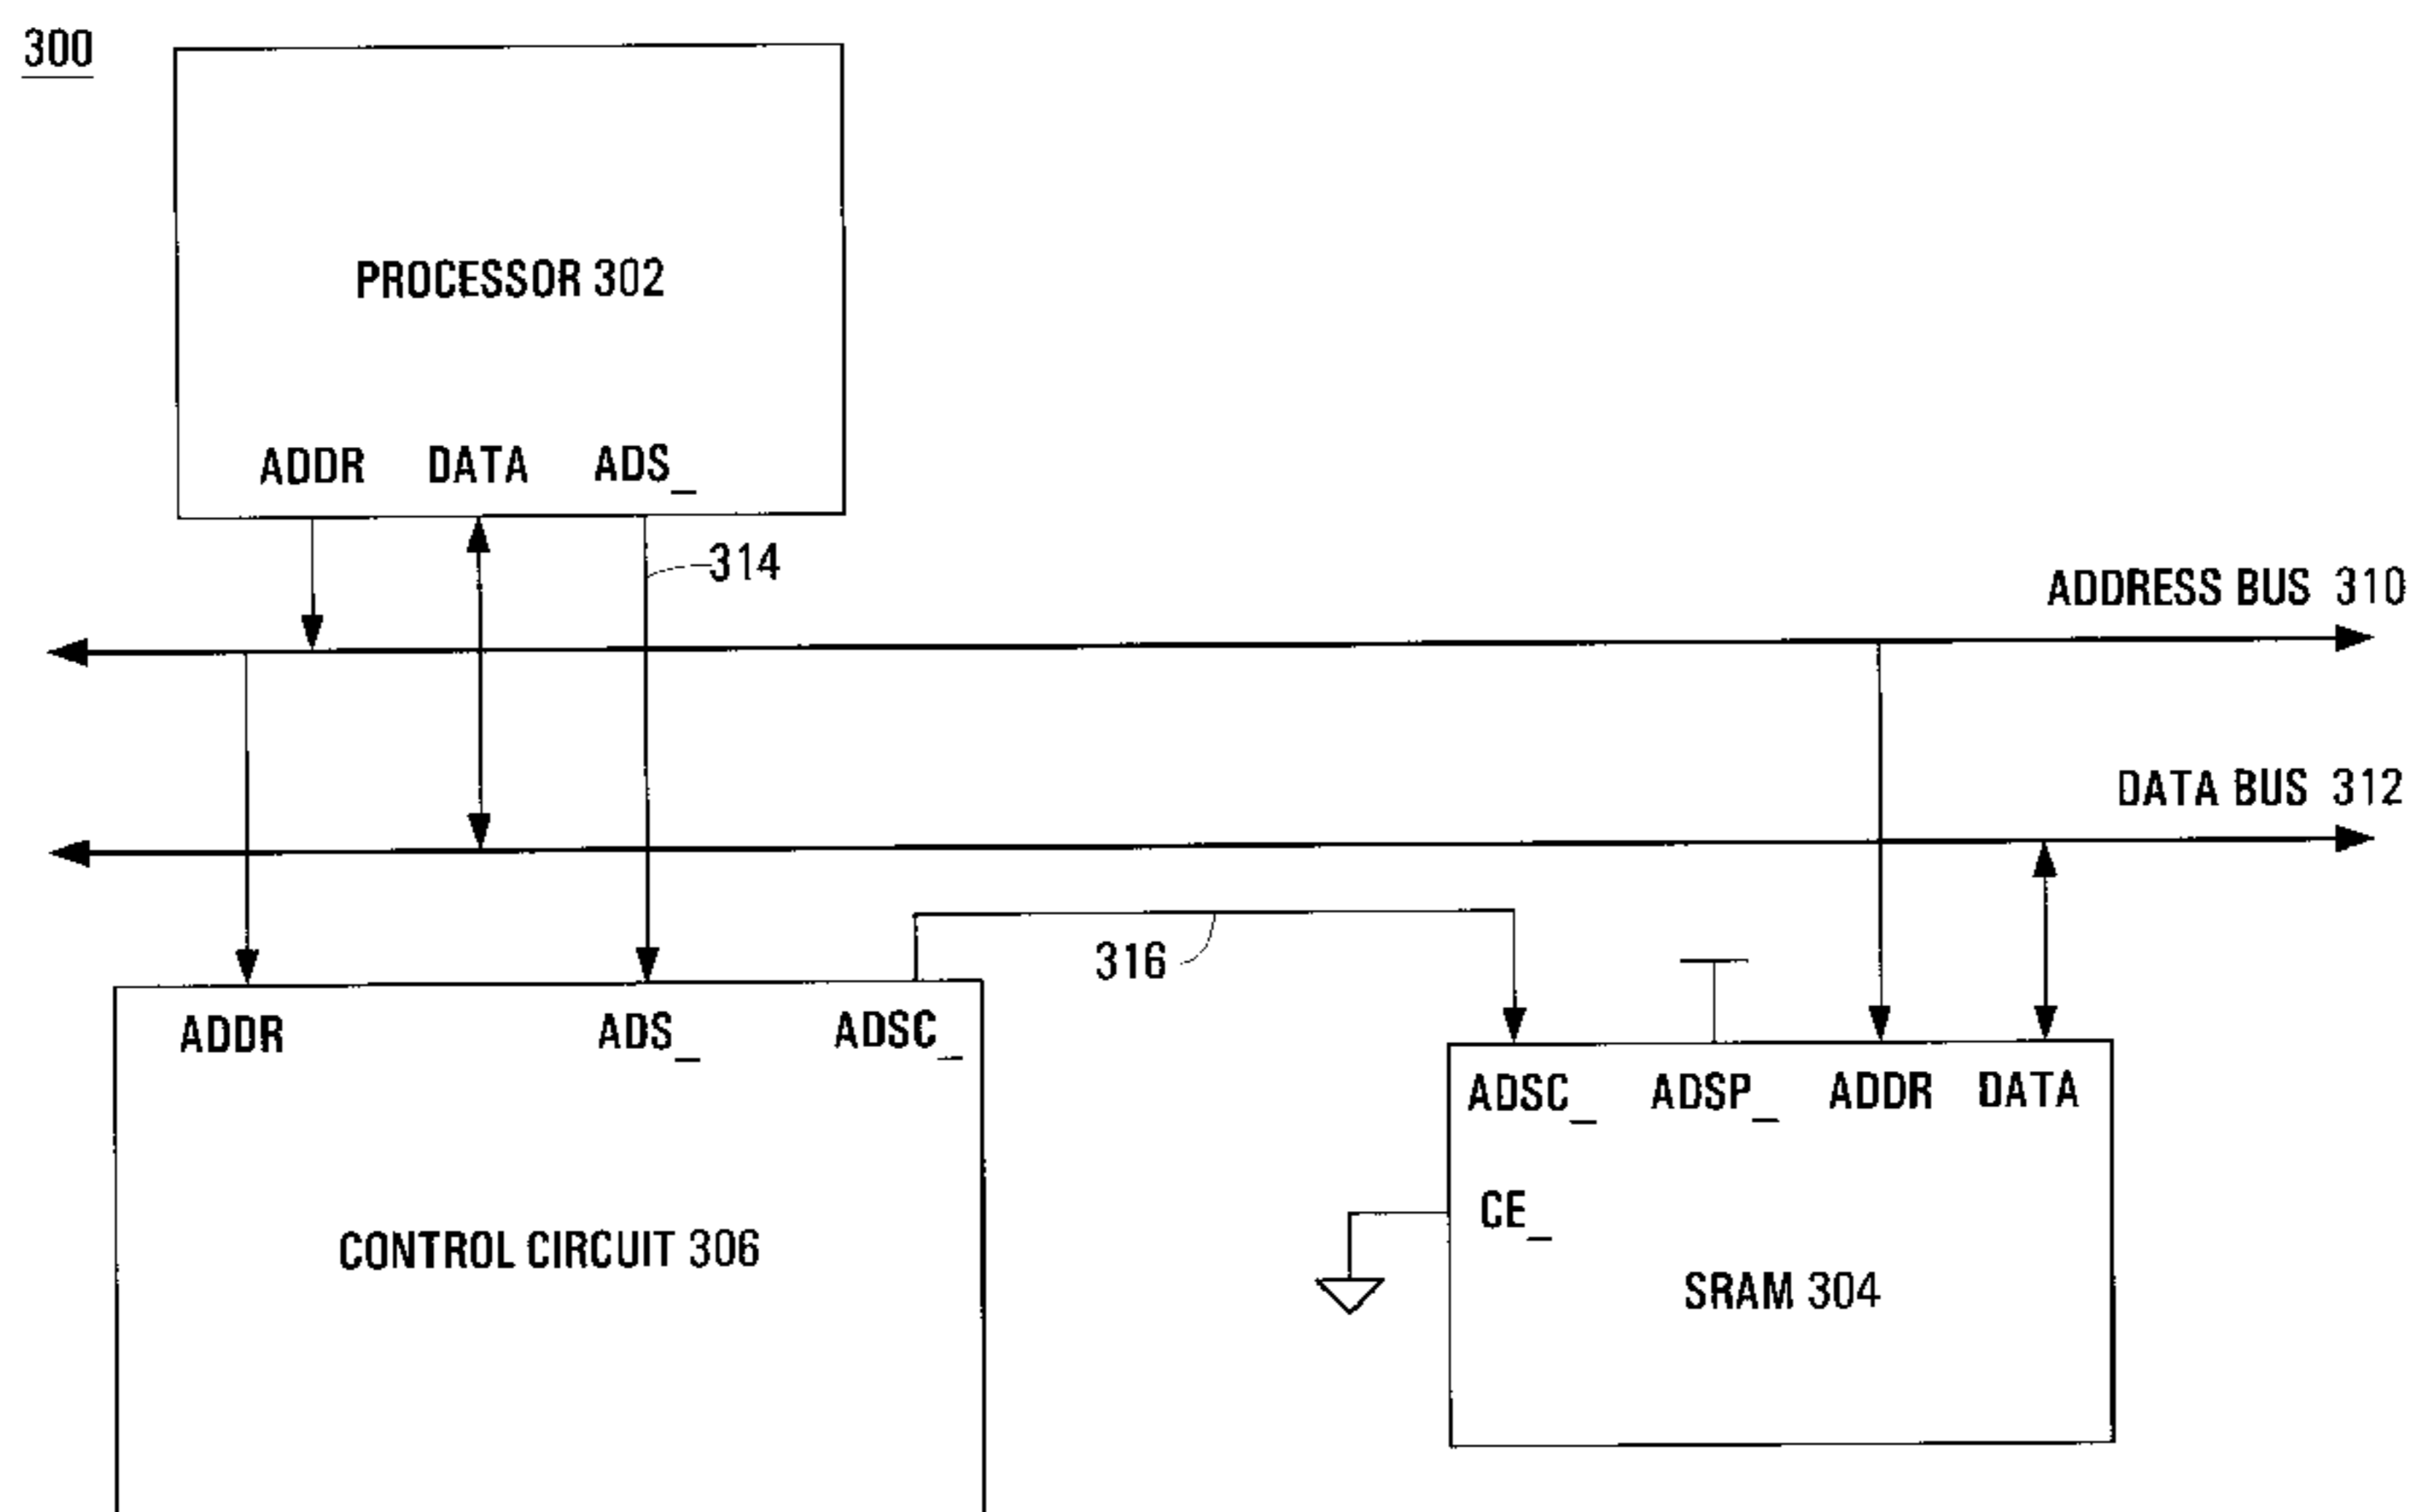 300
PROCESSOR 302
ADDR DATA ADS_
314
ADDRESS BUS 310
DATA BUS 312
316
ADDR ADS_ ADSC_
ADSC_ ADSP_ ADDR DATA
CE_
CONTROL CIRCUIT 306
SRAM 304